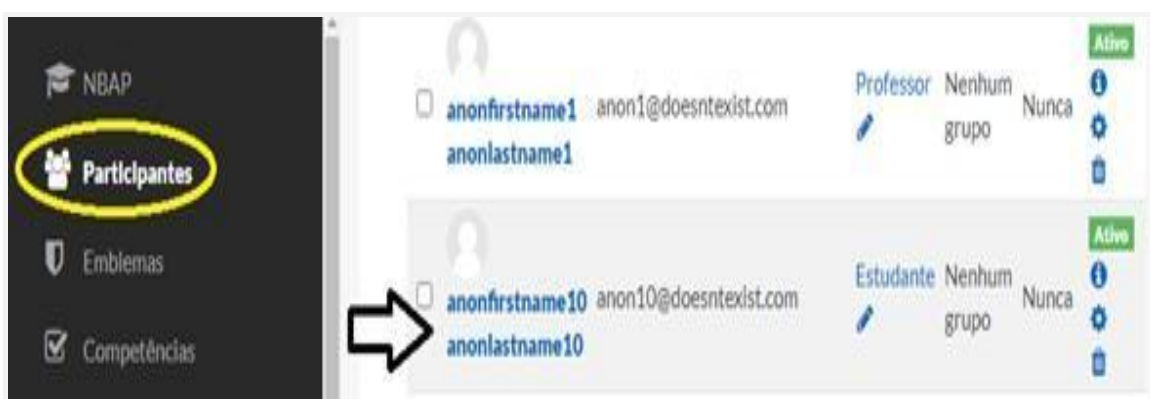 NBAP
Participantes
Emblemas
Competências
Ativo
anonfirstname1 anon1@doesntexist.com Professor Nenhum Nunca
anonlastname1 grupo
Ativo
anonfirstname10 anon10@doesntexist.com Estudante Nenhum Nunca
anonlastname10 grupo